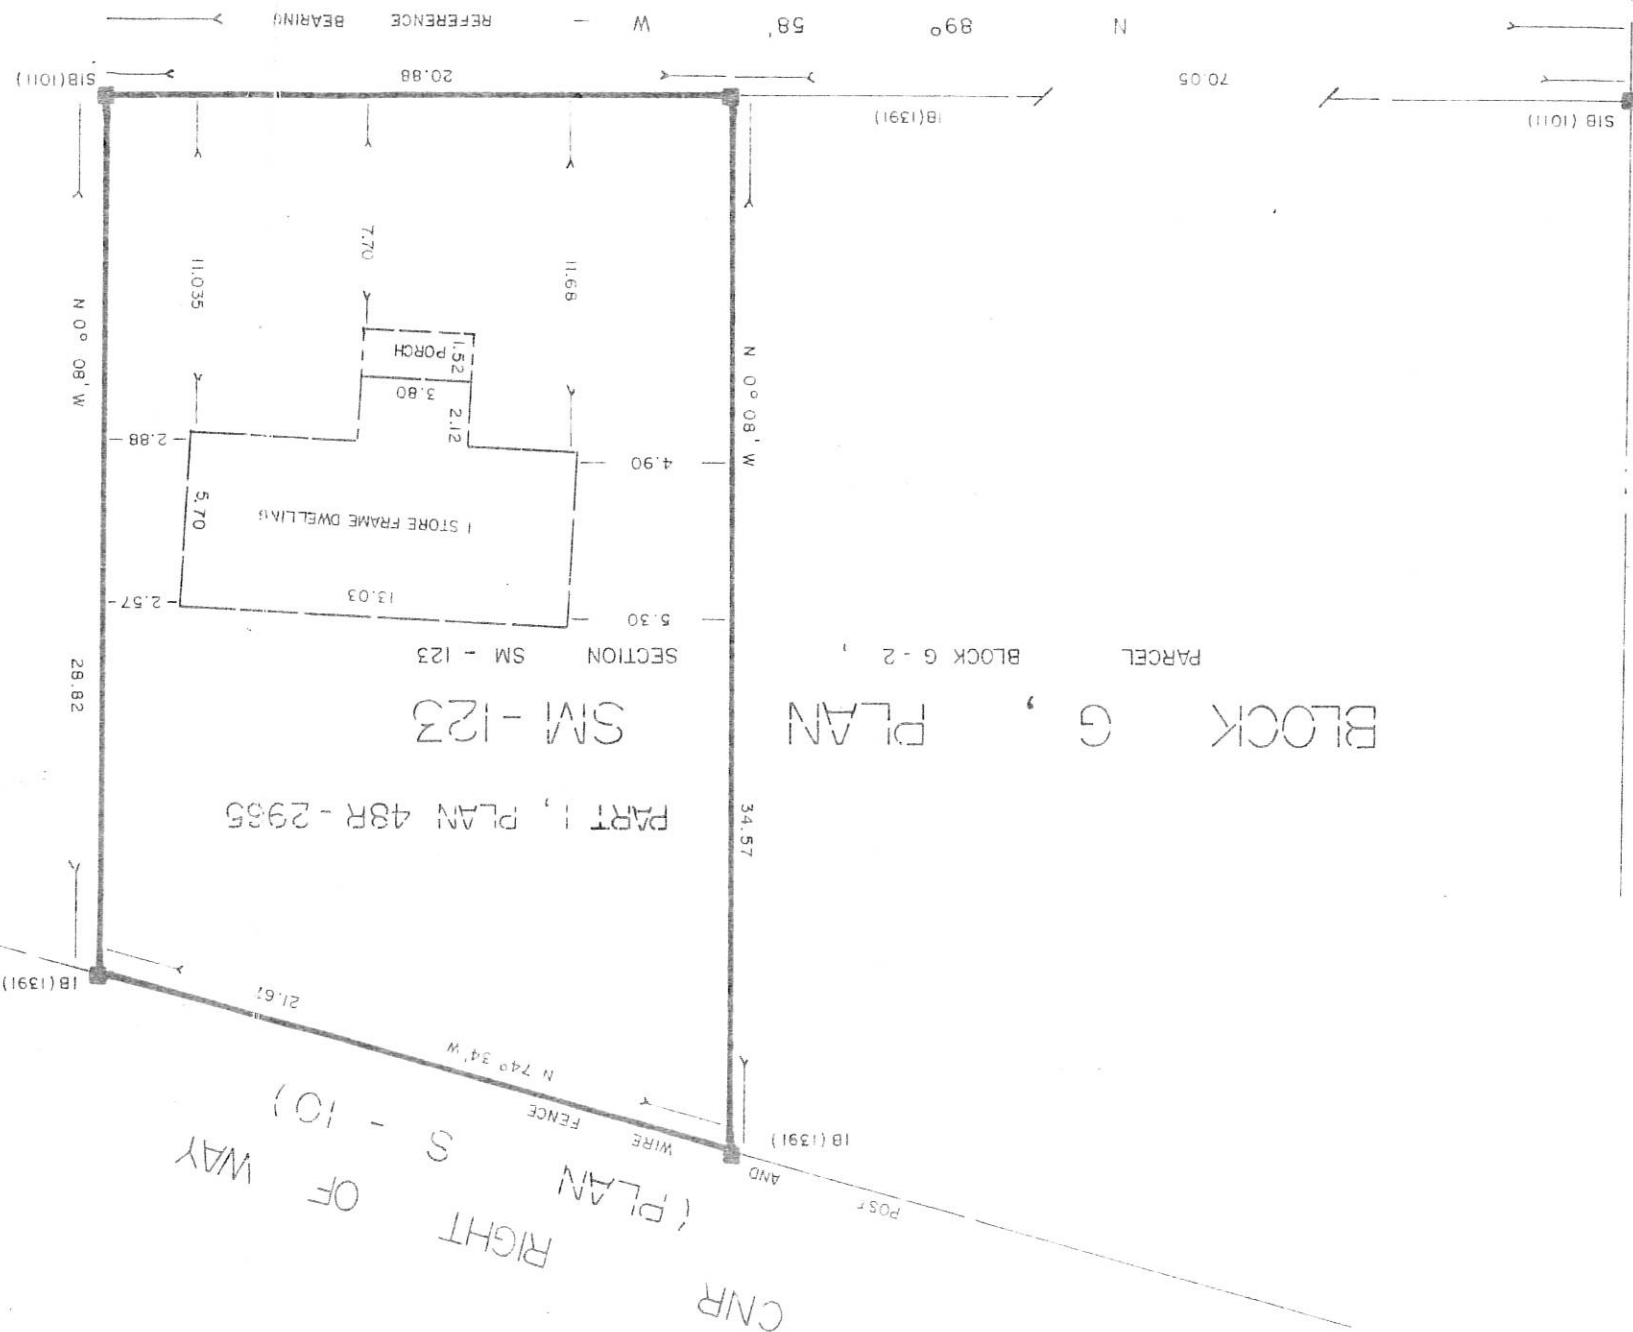 CNR RIGHT OF WAY
(PLAN S - 10)
POST AND WIRE FENCE
IB (1391)
N 74° 34' W
21.67
IB (1391)
34.57
PART 1, PLAN 48R -
BLOCK G, PLAN SM - 123
PARCEL BLOCK G - 2, SECTION SM - 123
28.82
5.30
13.03
2.57
1 STORE FRAME DWELLING
5.70
4.90
2.88
2.12
3.80
1.52
PORCH
N 0° 08' W
N 0° 08' W
11.68
7.70
11.035
SIB (1011)
IB (1391)
70.05
20.88
SIB (1011)
N 89° 58' W - REFERENCE BEARING